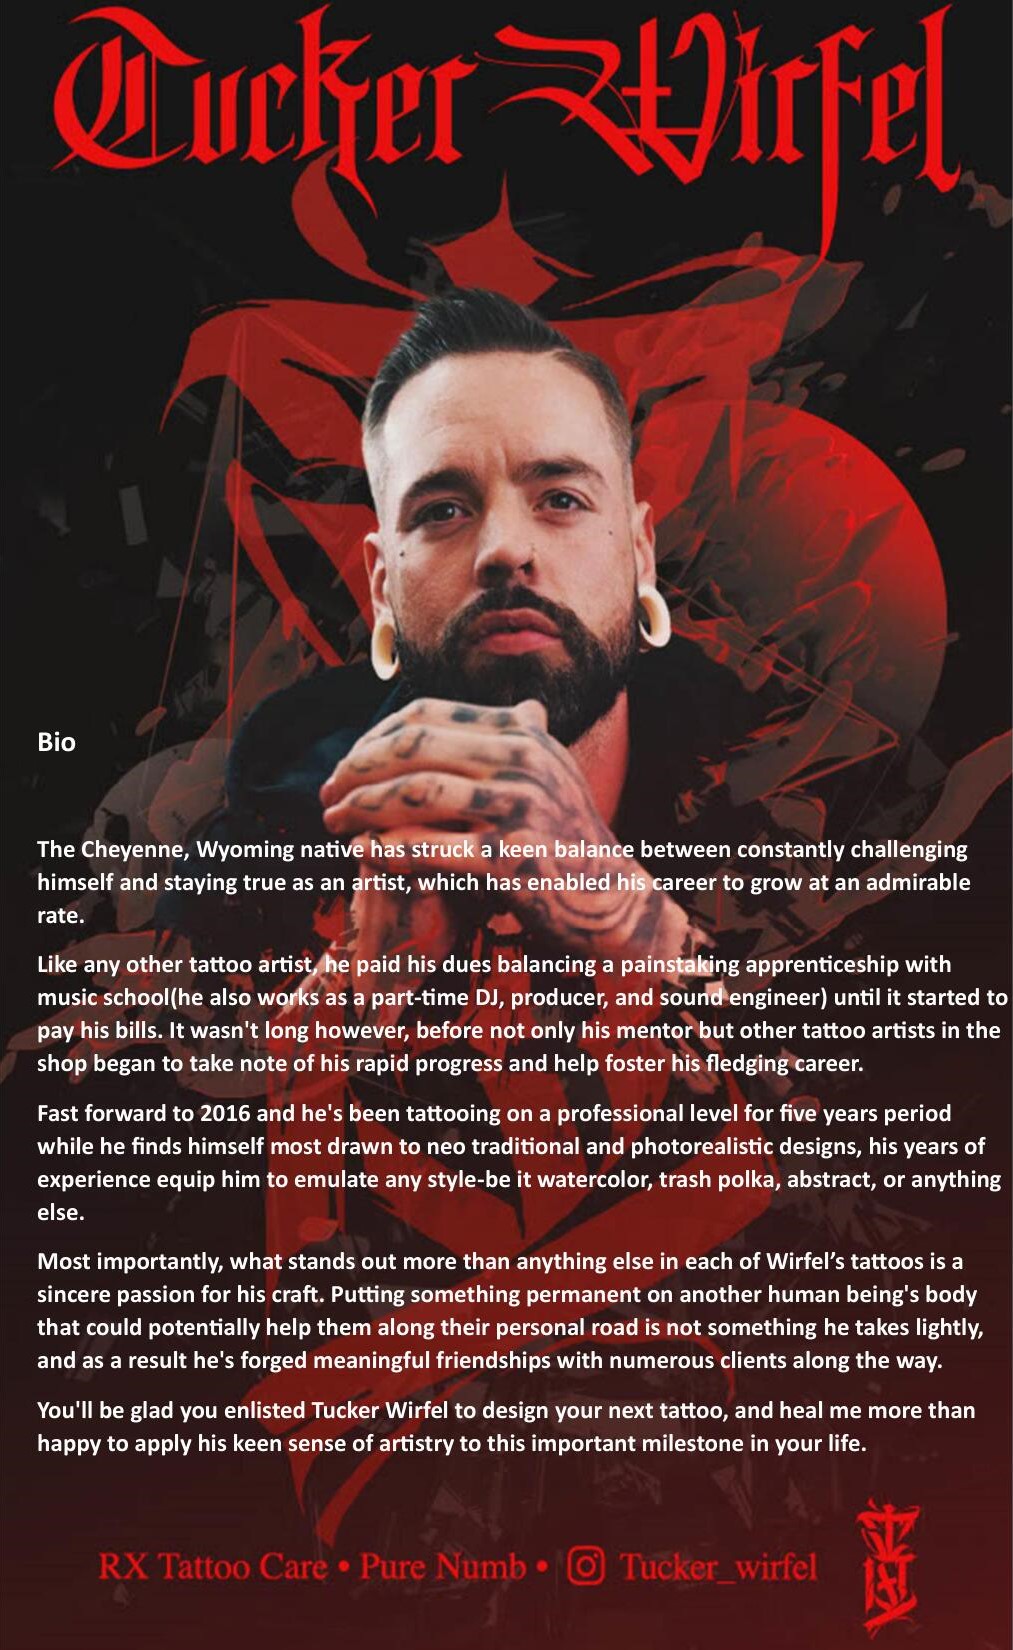 Tucker Wirfel
Bio
The Cheyenne, Wyoming native has struck a keen balance between constantly challenging
himself and staying true as an artist, which has enabled his career to grow at an admirable
rate.
Like any other tattoo artist, he paid his dues balancing a painstaking apprenticeship with
music school(he also works as a part-time DJ, producer, and sound engineer) until it started to
pay his bills. It wasn't long however, before not only his mentor but other tattoo artists in the
shop began to take note of his rapid progress and help foster his fledging career.
Fast forward to 2016 and he's been tattooing on a professional level for five years period
while he finds himself most drawn to neo traditional and photorealistic designs, his years of
experience equip him to emulate any style-be it watercolor, trash polka, abstract, or anything
else.
Most importantly, what stands out more than anything else in each of Wirfel’s tattoos is a
sincere passion for his craft. Putting something permanent on another human being's body
that could potentially help them along their personal road is not something he takes lightly,
and as a result he's forged meaningful friendships with numerous clients along the way.
You'll be glad you enlisted Tucker Wirfel to design your next tattoo, and heal me more than
happy to apply his keen sense of artistry to this important milestone in your life.
RX Tattoo Care • Pure Numb • Tucker_wirfel